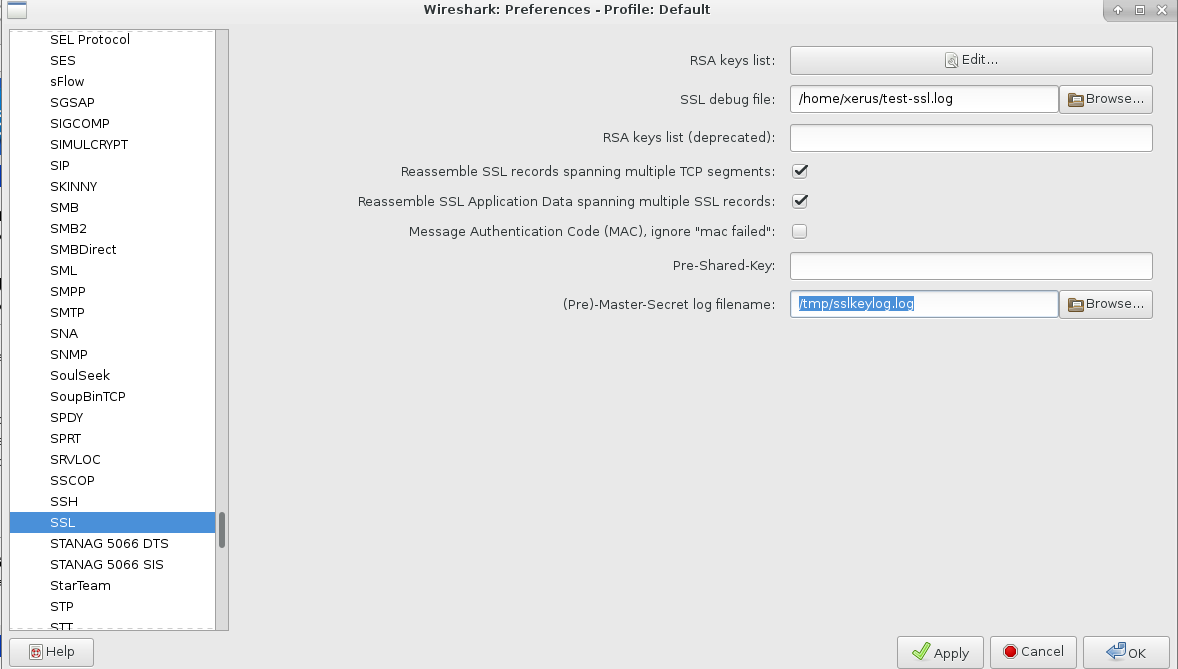 Wireshark: Preferences - Profile: Default
SEL Protocol
SES
sFlow
SGSAP
SIGCOMP
SIMULCRYPT
SIP
SKINNY
SMB
SMB2
SMBDirect
SML
SMPP
SMTP
SNA
SNMP
SoulSeek
SoupBinTCP
SPDY
SPRT
SRVLOC
SSCOP
SSH
SSL
STANAG 5066 DTS
STANAG 5066 SIS
StarTeam
STP
STT
RSA keys list: Edit...
SSL debug file: /home/xerus/test-ssl.log Browse...
RSA keys list (deprecated):
Reassemble SSL records spanning multiple TCP segments:
Reassemble SSL Application Data spanning multiple SSL records:
Message Authentication Code (MAC), ignore "mac failed":
Pre-Shared-Key:
(Pre)-Master-Secret log filename: /tmp/sslkeylog.log Browse...
Help Apply Cancel OK